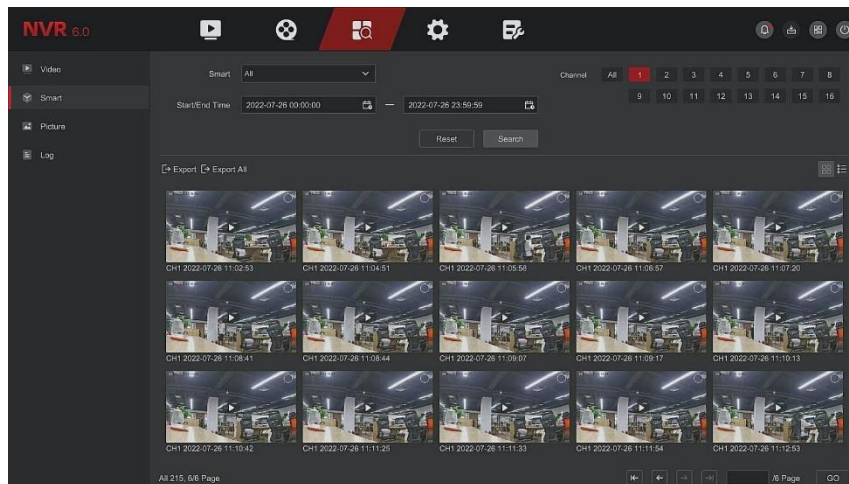 NVR 6.0
Video
Smart
Picture
Log
Smart All
Channel All 1 2 3 4 5 6 7 8
9 10 11 12 13 14 15 16
Start/End Time 2022-07-26 00:00:00 — 2022-07-26 23:59:59
Reset Search
Export Export All
CH1 2022-07-26 11:02:53 CH1 2022-07-26 11:04:51 CH1 2022-07-26 11:05:58 CH1 2022-07-26 11:06:57 CH1 2022-07-26 11:07:20
CH1 2022-07-26 11:08:41 CH1 2022-07-26 11:08:44 CH1 2022-07-26 11:09:07 CH1 2022-07-26 11:09:17 CH1 2022-07-26 11:10:13
CH1 2022-07-26 11:10:42 CH1 2022-07-26 11:11:25 CH1 2022-07-26 11:11:33 CH1 2022-07-26 11:11:54 CH1 2022-07-26 11:12:53
All 215, 6/6 Page /6 Page GO